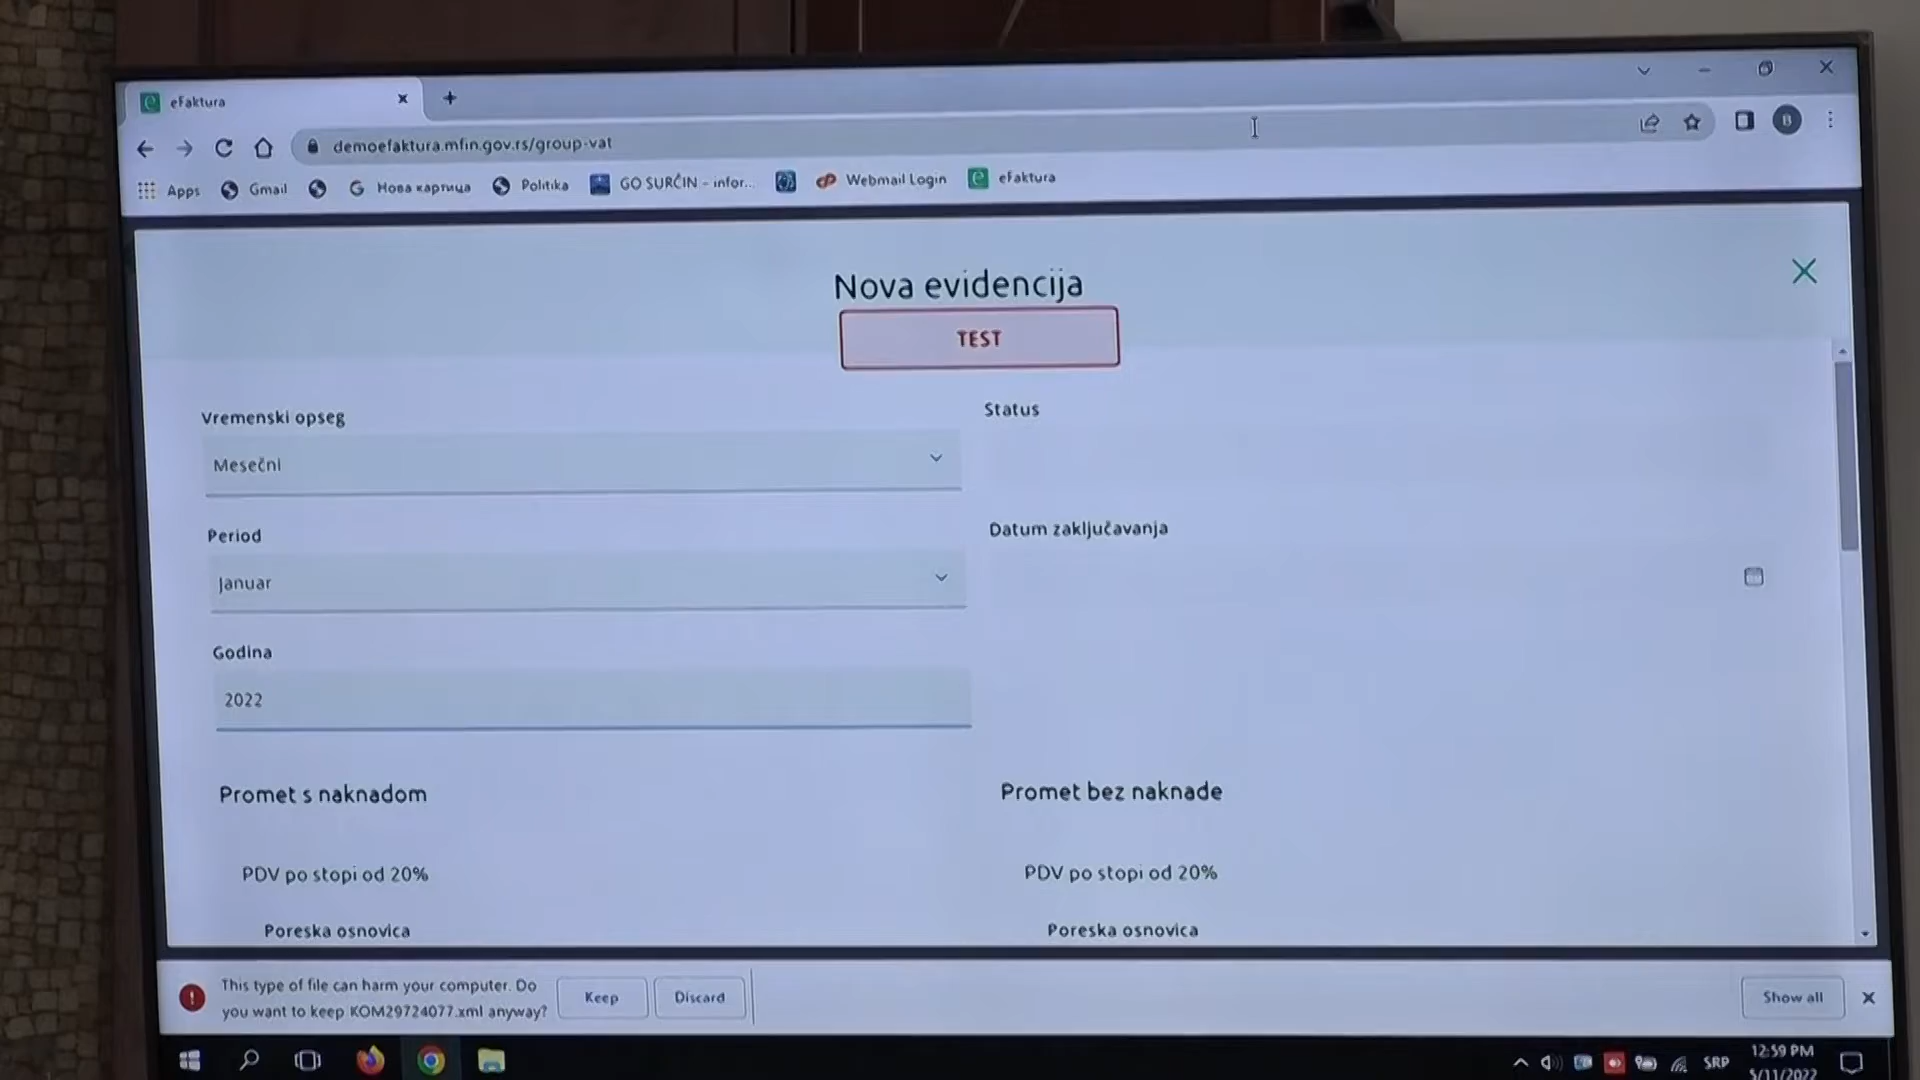 eFaktura
demoefaktura.mfin.gov.rs/group-vat
B
Apps
Gmail
Нова картица
Politika
GO SURČIN - infor...
Webmail Login
eFaktura
Nova evidencija
TEST
Vremenski opseg
Mesečni
Status
Period
Januar
Datum zaključavanja
Godina
2022
Promet s naknadom
Promet bez naknade
PDV po stopi od 20%
PDV po stopi od 20%
Poreska osnovica
Poreska osnovica
This type of file can harm your computer. Do
you want to keep KOM29724077.xml anyway?
Keep
Discard
Show all
SRP
12:59 PM
5/11/2022